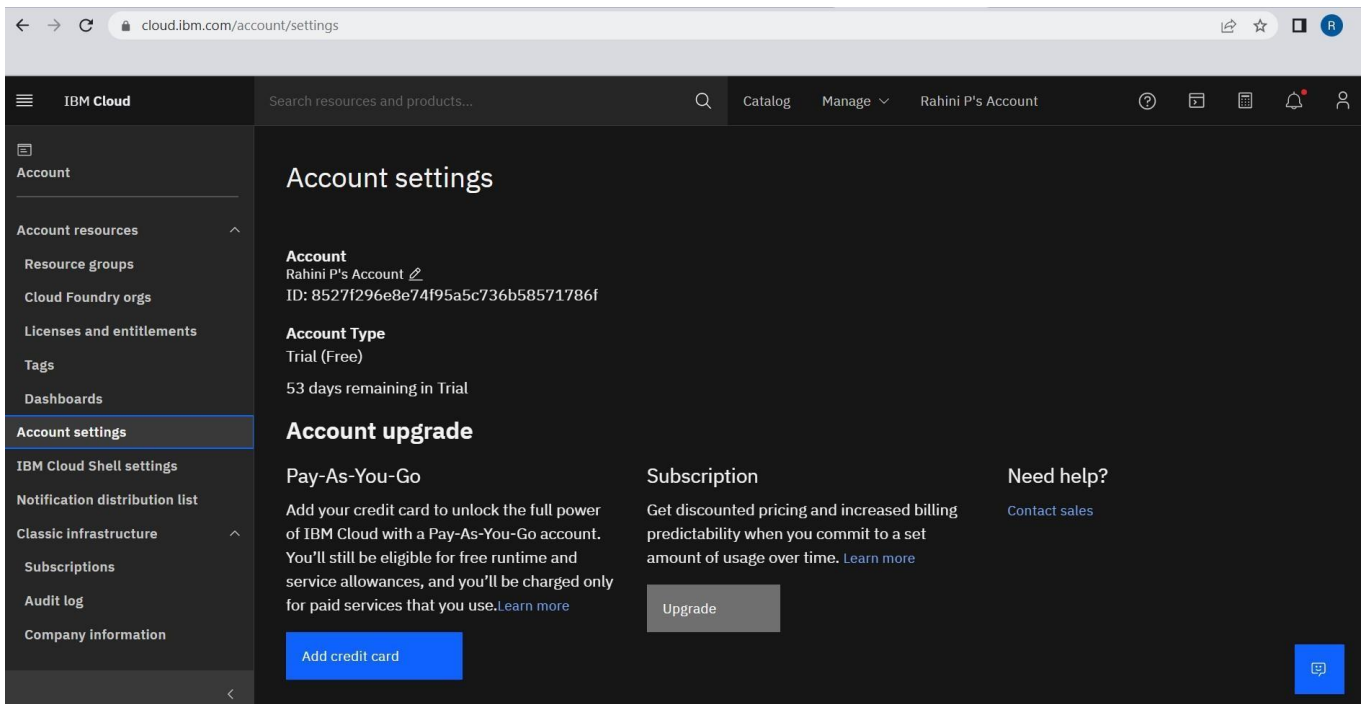 cloud.ibm.com/account/settings
R
IBM Cloud
Search resources and products...
Catalog
Manage
Rahini P's Account
Account
Account resources
Resource groups
Cloud Foundry orgs
Licenses and entitlements
Tags
Dashboards
Account settings
IBM Cloud Shell settings
Notification distribution list
Classic infrastructure
Subscriptions
Audit log
Company information
Account settings
Account
Rahini P's Account
ID: 8527f296e8e74f95a5c736b58571786f
Account Type
Trial (Free)
53 days remaining in Trial
Account upgrade
Pay-As-You-Go
Add your credit card to unlock the full power
of IBM Cloud with a Pay-As-You-Go account.
You'll still be eligible for free runtime and
service allowances, and you'll be charged only
for paid services that you use.Learn more
Add credit card
Subscription
Get discounted pricing and increased billing
predictability when you commit to a set
amount of usage over time. Learn more
Upgrade
Need help?
Contact sales